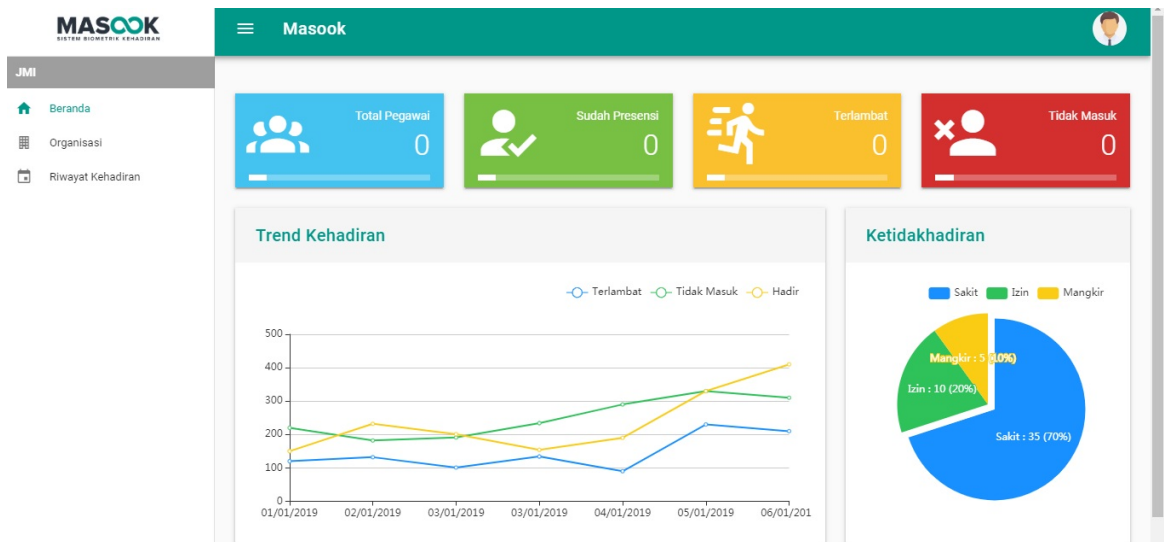 MASOOK
SISTEM BIOMETRIK KEHADIRAN
Masook
JMI
Beranda
Organisasi
Riwayat Kehadiran
Total Pegawai
0
Sudah Presensi
0
Terlambat
0
Tidak Masuk
0
Trend Kehadiran
Terlambat Tidak Masuk Hadir
500
400
300
200
100
0
01/01/2019 02/01/2019 03/01/2019 03/01/2019 04/01/2019 05/01/2019 06/01/201
Ketidakhadiran
Sakit Izin Mangkir
Mangkir : 5 (10%)
Izin : 10 (20%)
Sakit : 35 (70%)